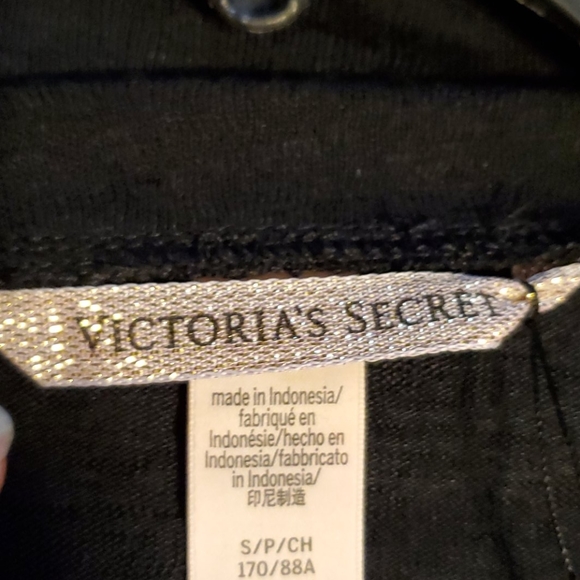 VICTORIA'S SECRET
made in Indonesia/
fabriqué en
Indonésie/hecho en
Indonesia/fabbricato
in Indonesia/
印尼制造
S/P/CH
170/88A